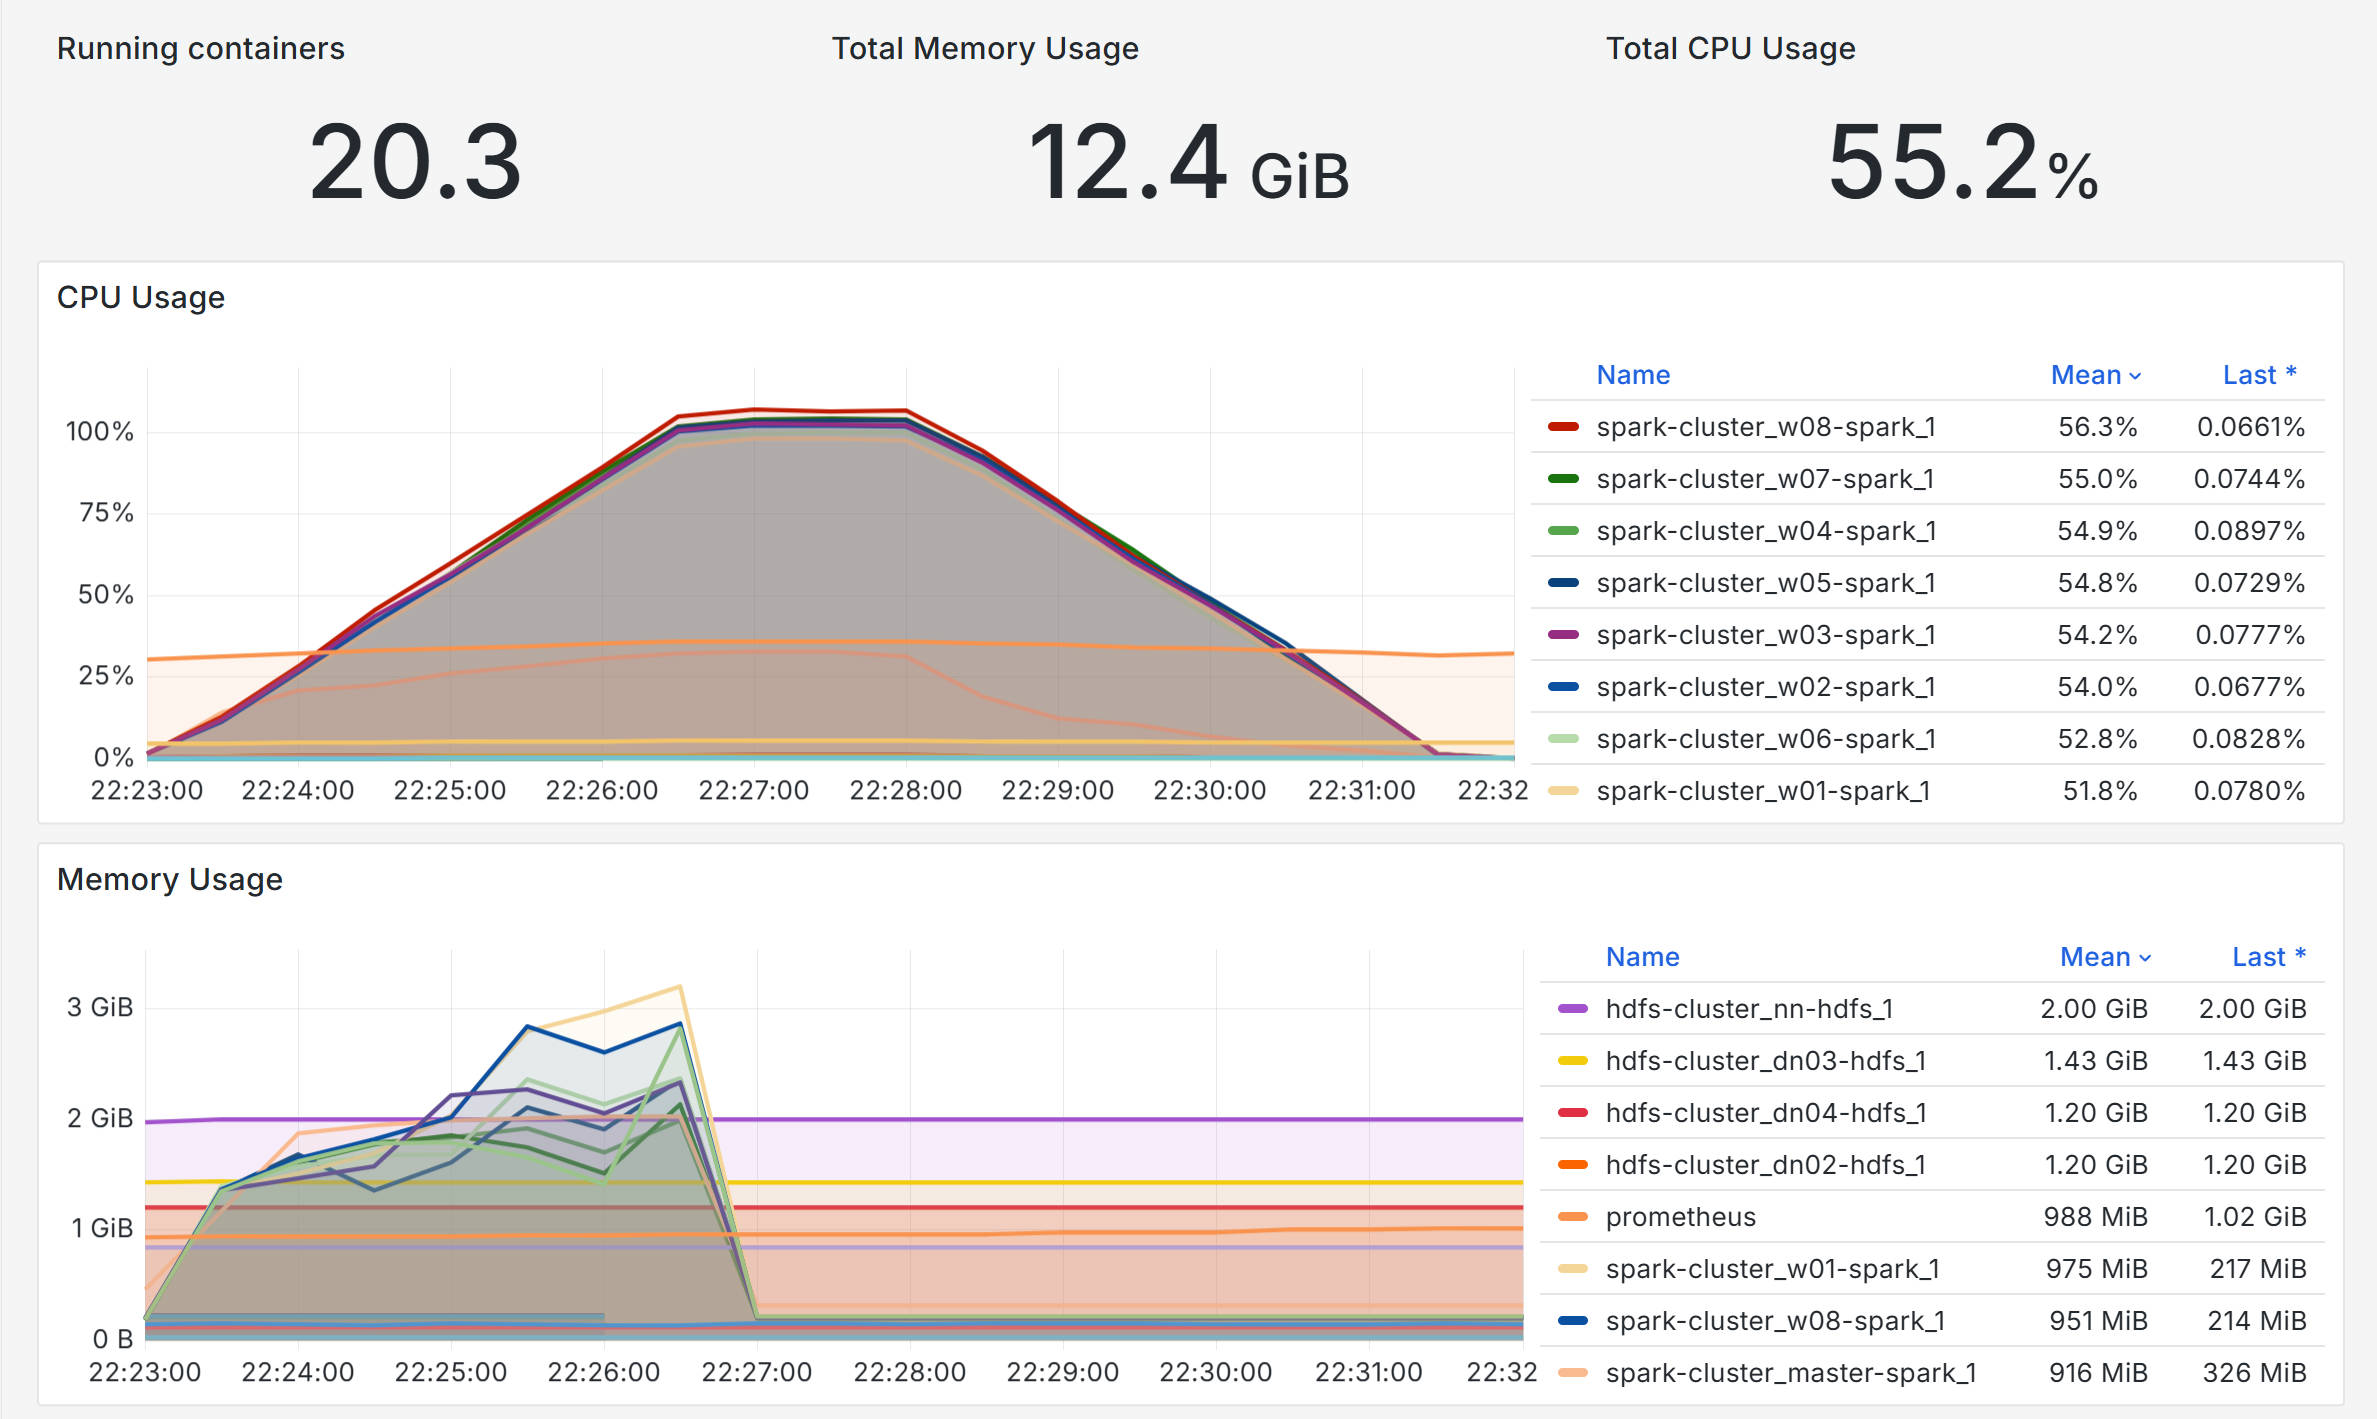 Running containers
Total Memory Usage
Total CPU Usage
20.3
12.4 GiB
55.2%
CPU Usage
100%
75%
50%
25%
0%
22:23:00 22:24:00 22:25:00 22:26:00 22:27:00 22:28:00 22:29:00 22:30:00 22:31:00 22:32
Name Mean Last *
spark-cluster_w08-spark_1 56.3% 0.0661%
spark-cluster_w07-spark_1 55.0% 0.0744%
spark-cluster_w04-spark_1 54.9% 0.0897%
spark-cluster_w05-spark_1 54.8% 0.0729%
spark-cluster_w03-spark_1 54.2% 0.0777%
spark-cluster_w02-spark_1 54.0% 0.0677%
spark-cluster_w06-spark_1 52.8% 0.0828%
spark-cluster_w01-spark_1 51.8% 0.0780%
Memory Usage
3 GiB
2 GiB
1 GiB
0 B
22:23:00 22:24:00 22:25:00 22:26:00 22:27:00 22:28:00 22:29:00 22:30:00 22:31:00 22:32
Name Mean Last *
hdfs-cluster_nn-hdfs_1 2.00 GiB 2.00 GiB
hdfs-cluster_dn03-hdfs_1 1.43 GiB 1.43 GiB
hdfs-cluster_dn04-hdfs_1 1.20 GiB 1.20 GiB
hdfs-cluster_dn02-hdfs_1 1.20 GiB 1.20 GiB
prometheus 988 MiB 1.02 GiB
spark-cluster_w01-spark_1 975 MiB 217 MiB
spark-cluster_w08-spark_1 951 MiB 214 MiB
spark-cluster_master-spark_1 916 MiB 326 MiB